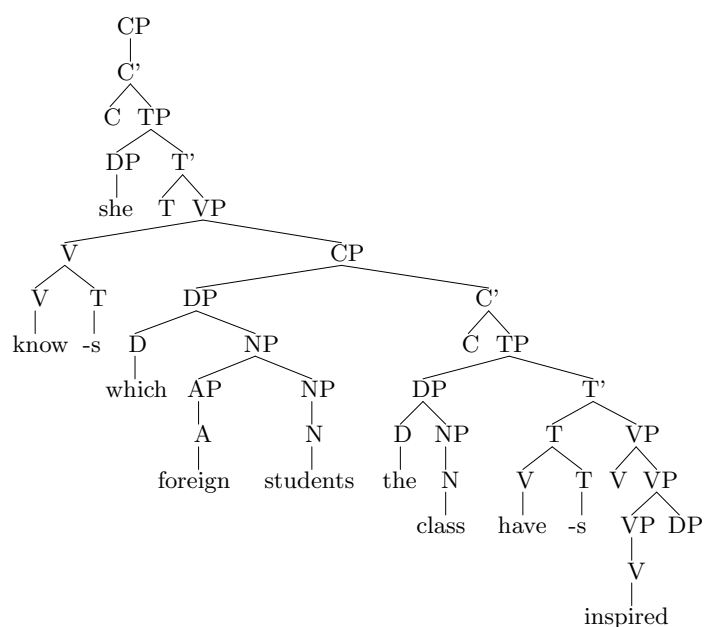 CP
C'
C TP
DP T'
she T VP
V CP
V T DP C'
know -s D NP C TP
which AP NP DP T'
A N D NP T VP
foreign students the N V T V VP
class have -s VP DP
V
inspired